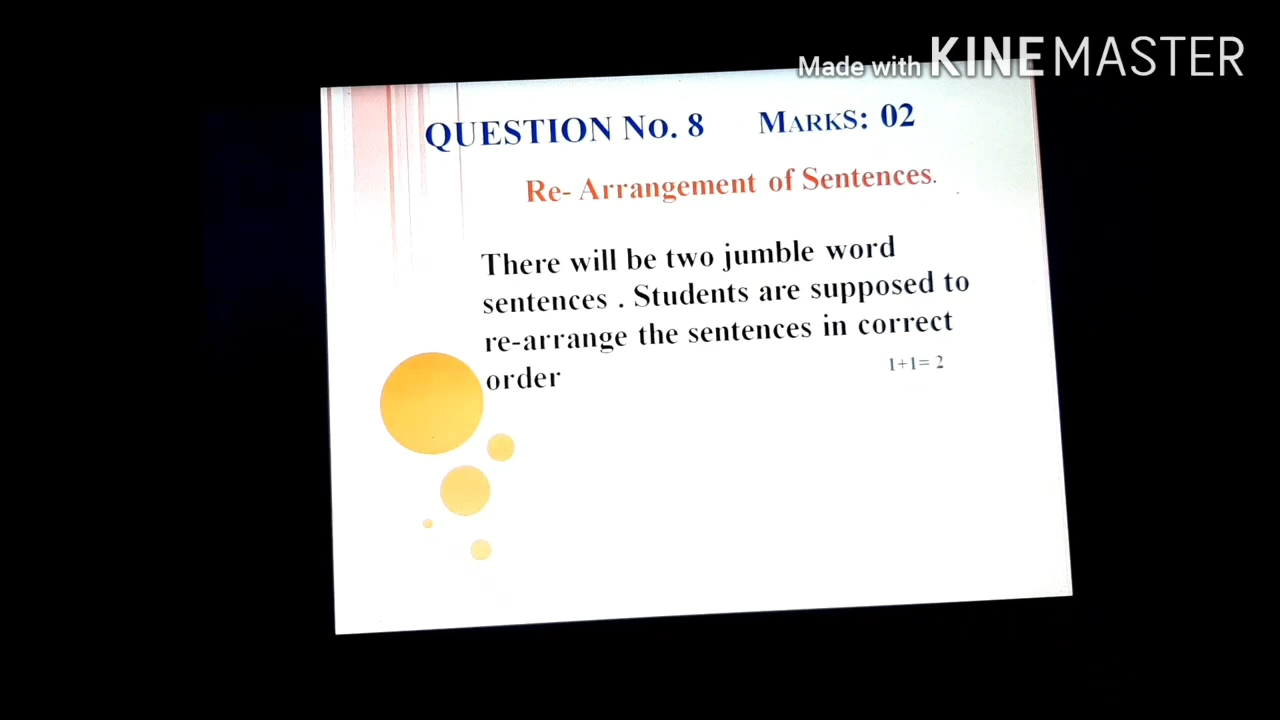 Made with KINEMASTER
QUESTION NO. 8 MARKS: 02
Re- Arrangement of Sentences.
There will be two jumble word
sentences . Students are supposed to
re-arrange the sentences in correct
order 1+1= 2